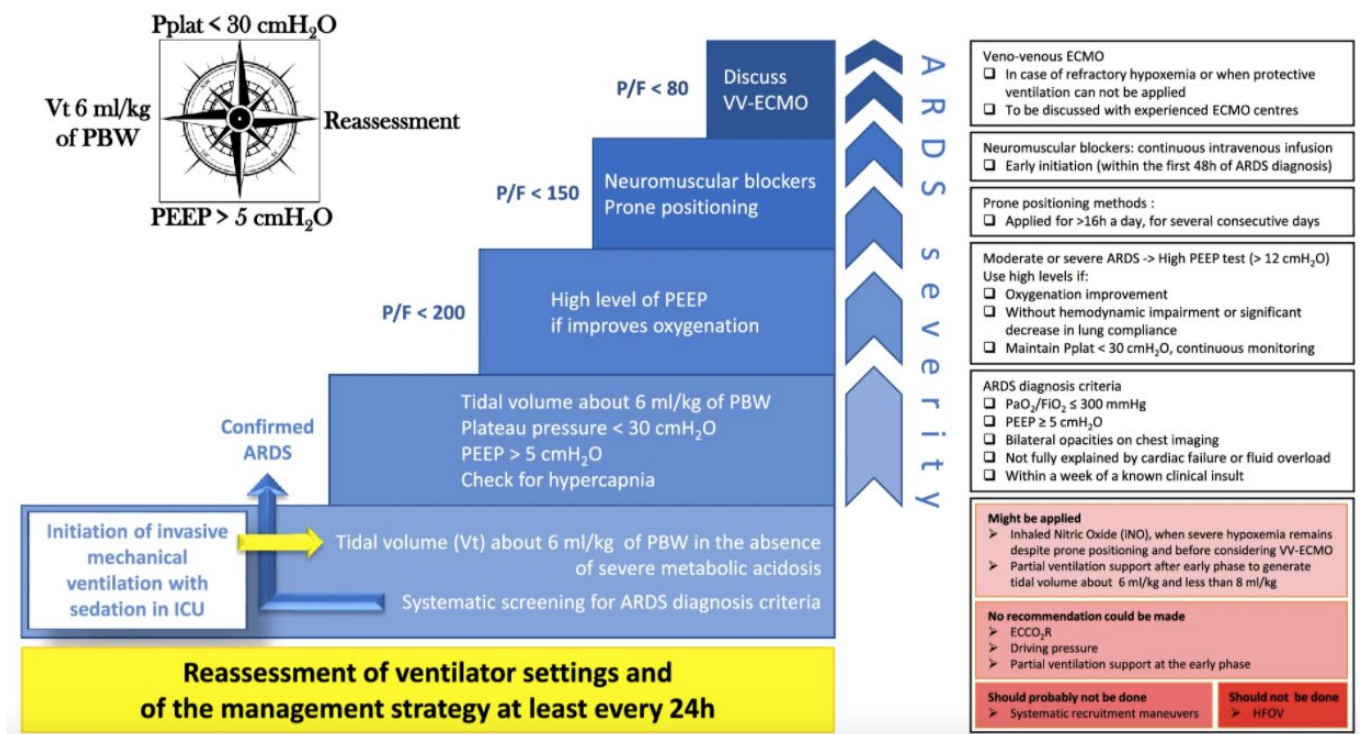 Pplat < 30 cmH₂O
Vt 6 ml/kg
of PBW
Reassessment
PEEP > 5 cmH₂O
P/F < 80
Discuss
VV-ECMO
P/F < 150
Neuromuscular blockers
Prone positioning
P/F < 200
High level of PEEP
if improves oxygenation
Confirmed
ARDS
Tidal volume about 6 ml/kg of PBW
Plateau pressure < 30 cmH₂O
PEEP > 5 cmH₂O
Check for hypercapnia
Initiation of invasive
mechanical
ventilation with
sedation in ICU
Tidal volume (Vt) about 6 ml/kg of PBW in the absence
of severe metabolic acidosis
Systematic screening for ARDS diagnosis criteria
Reassessment of ventilator settings and
of the management strategy at least every 24h
ARDS severity
Veno-venous ECMO
❑ In case of refractory hypoxemia or when protective
ventilation can not be applied
❑ To be discussed with experienced ECMO centres
Neuromuscular blockers: continuous intravenous infusion
❑ Early initiation (within the first 48h of ARDS diagnosis)
Prone positioning methods :
❑ Applied for >16h a day, for several consecutive days
Moderate or severe ARDS -> High PEEP test (> 12 cmH₂O)
Use high levels if:
❑ Oxygenation improvement
❑ Without hemodynamic impairment or significant
decrease in lung compliance
❑ Maintain Pplat < 30 cmH₂O, continuous monitoring
ARDS diagnosis criteria
❑ PaO₂/FiO₂ ≤ 300 mmHg
❑ PEEP ≥ 5 cmH₂O
❑ Bilateral opacities on chest imaging
❑ Not fully explained by cardiac failure or fluid overload
❑ Within a week of a known clinical insult
Might be applied
➢ Inhaled Nitric Oxide (iNO), when severe hypoxemia remains
despite prone positioning and before considering VV-ECMO
➢ Partial ventilation support after early phase to generate
tidal volume about 6 ml/kg and less than 8 ml/kg
No recommendation could be made
➢ ECCO₂R
➢ Driving pressure
➢ Partial ventilation support at the early phase
Should probably not be done
➢ Systematic recruitment maneuvers
Should not be done
➢ HFOV